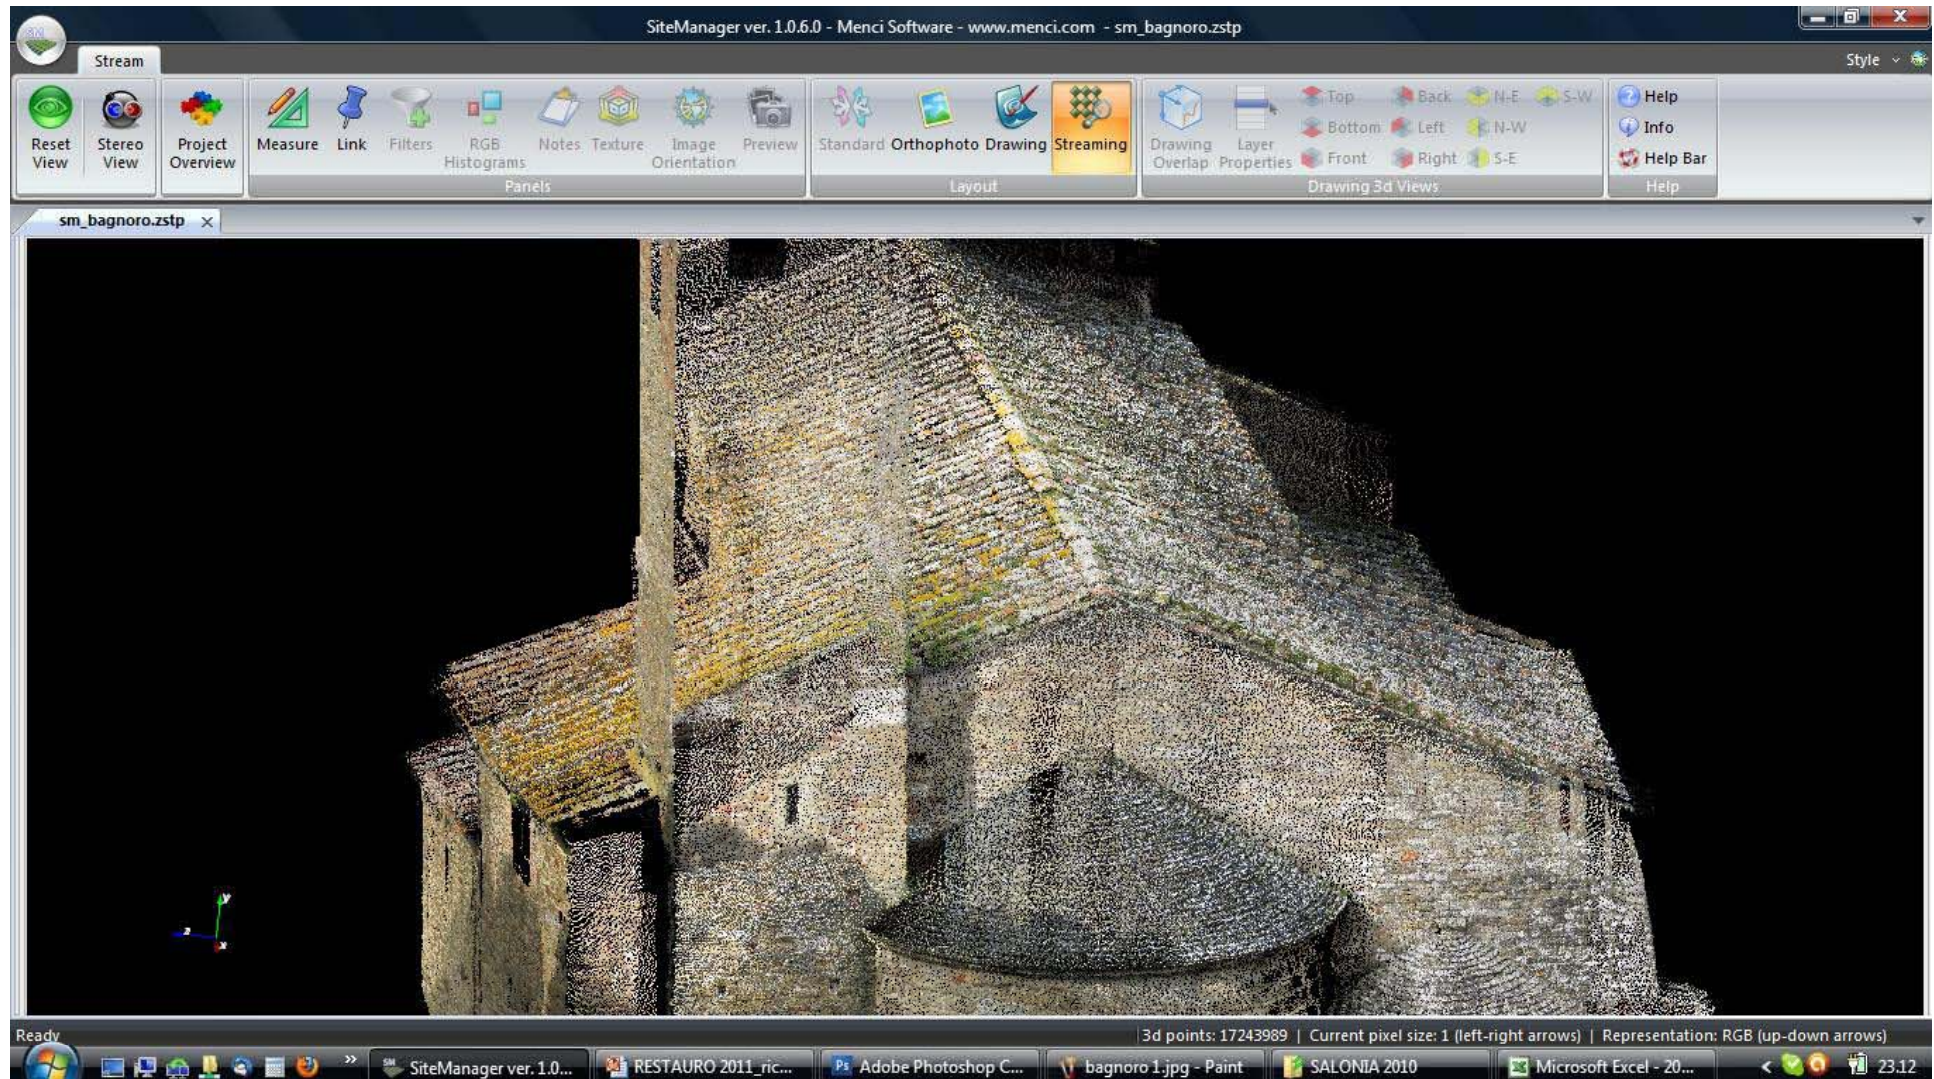 SiteManager ver. 1.0.6.0 - Menci Software - www.menci.com - sm_bagnoro.zstp
Stream
Style
Reset View
Stereo View
Project Overview
Measure
Link
Filters
RGB Histograms
Notes
Texture
Image Orientation
Preview
Panels
Standard
Orthophoto
Drawing
Streaming
Layout
Drawing Overlap
Layer Properties
Top
Back
N-E
S-W
Bottom
Left
N-W
Front
Right
S-E
Drawing 3d Views
Help
Info
Help Bar
Help
sm_bagnoro.zstp
y
z
x
Ready
3d points: 17243989 | Current pixel size: 1 (left-right arrows) | Representation: RGB (up-down arrows)
SiteManager ver. 1.0...
RESTAURO 2011_ric...
Ps Adobe Photoshop C...
bagnoro 1.jpg - Paint
SALONIA 2010
Microsoft Excel - 20...
23.12